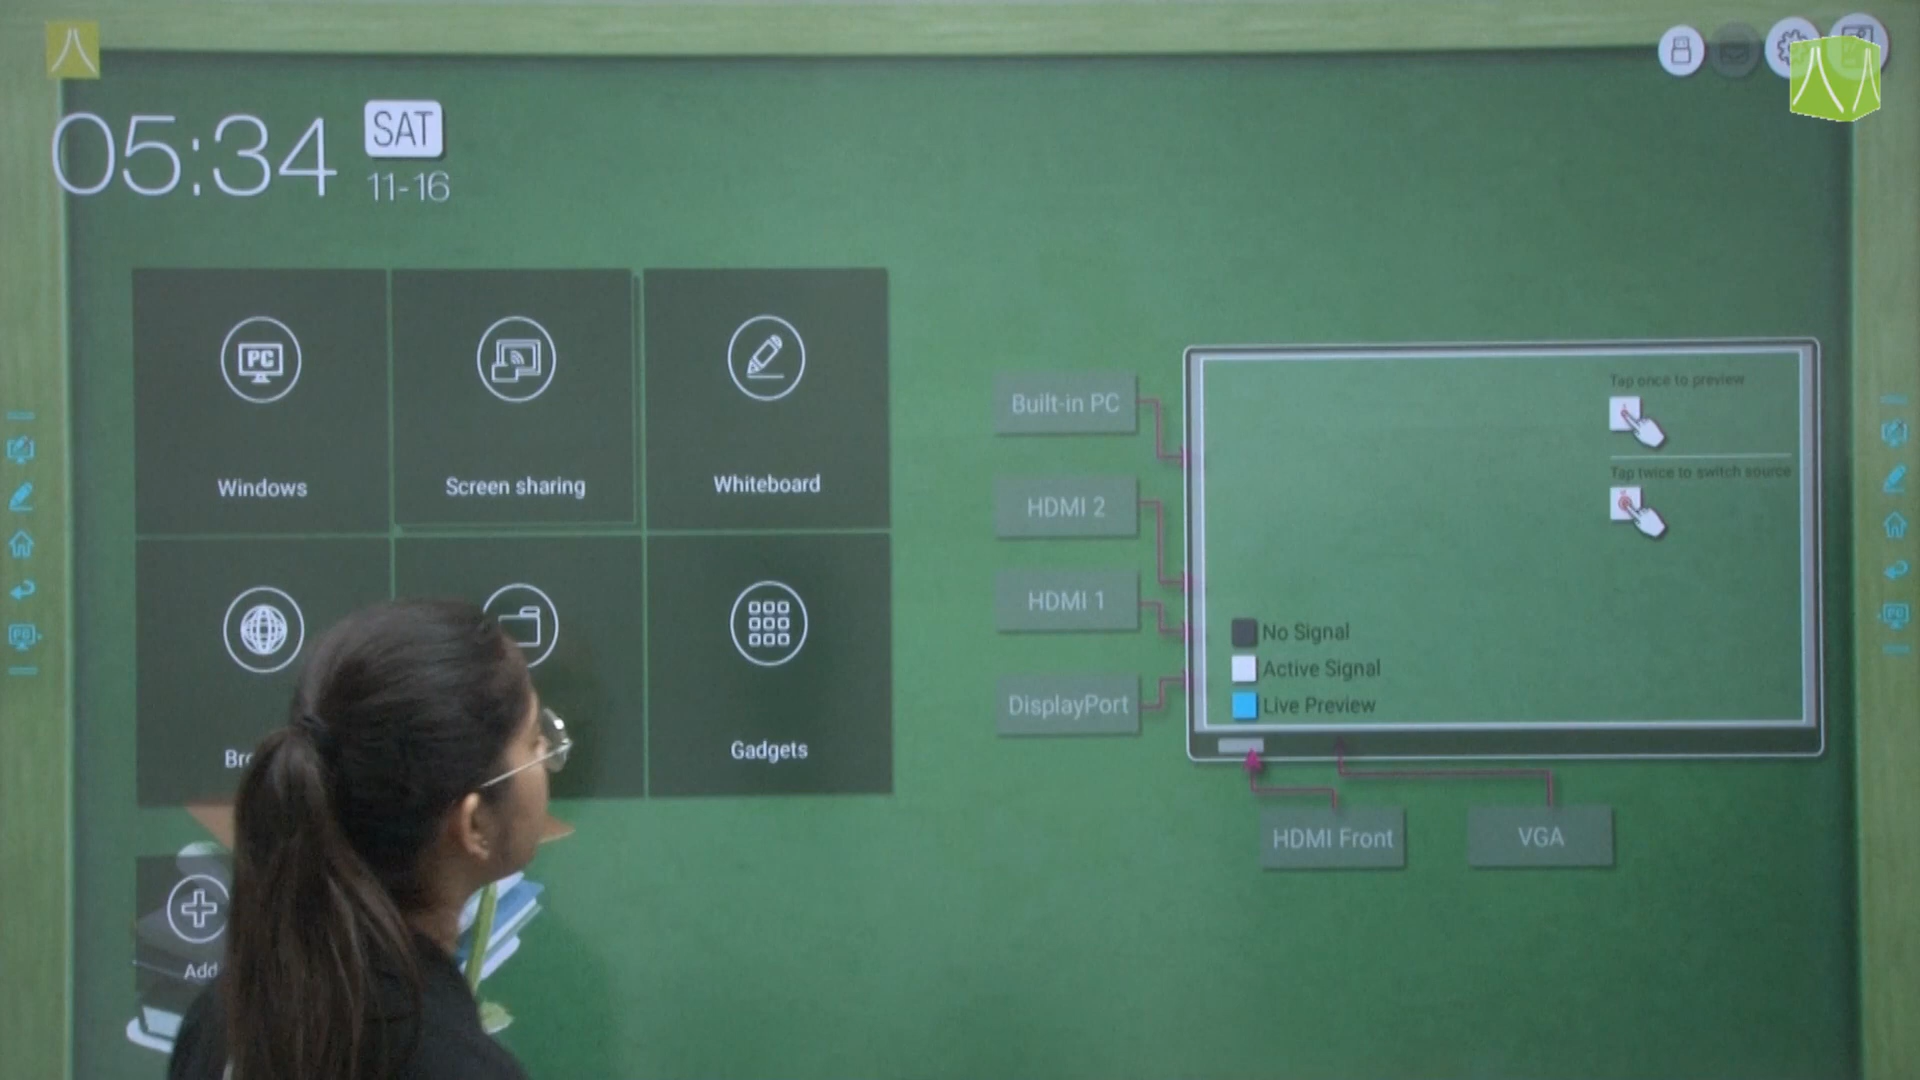 05:34
SAT
11-16
PC
Windows
Screen sharing
Whiteboard
Gadgets
Add
Built-in PC
HDMI 2
HDMI 1
DisplayPort
Tap once to preview
Tap twice to switch source
No Signal
Active Signal
Live Preview
HDMI Front
VGA